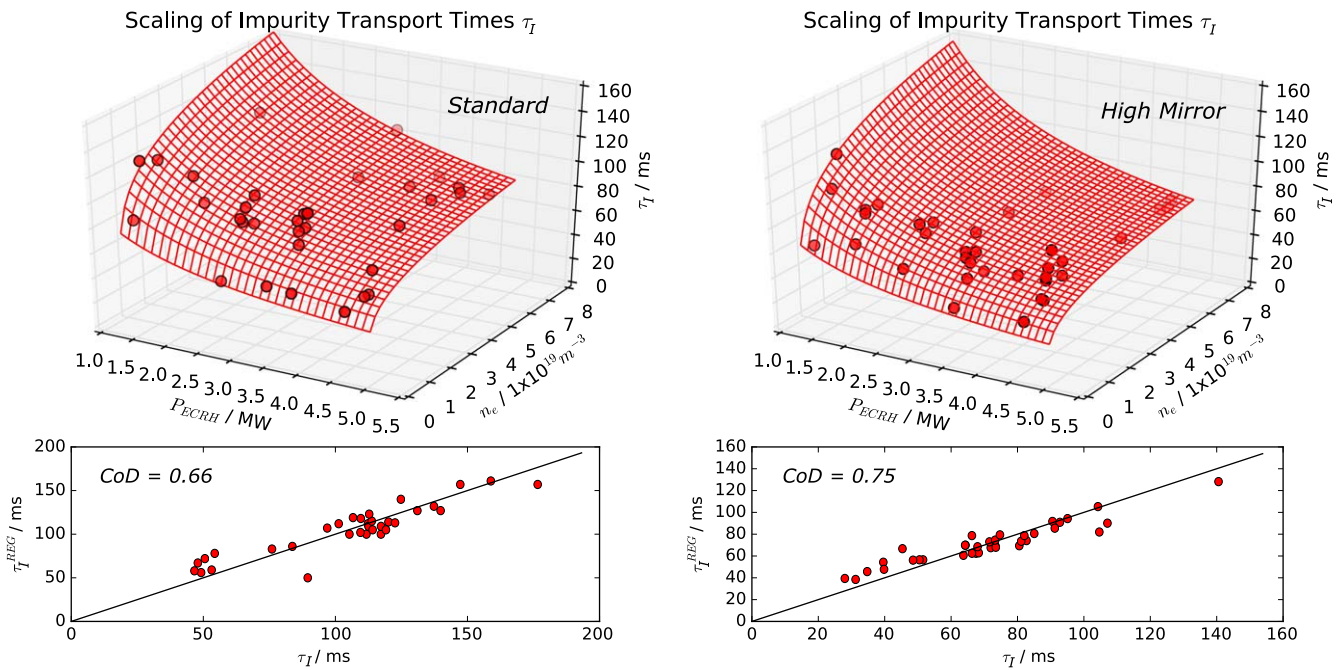 Scaling of Impurity Transport Times τ_I
Standard
160
140
120
100
80
60
40
20
0
τ_I / ms
1.0 1.5 2.0 2.5 3.0 3.5 4.0 4.5 5.0 5.5
P_ECRH / MW
0 1 2 3 4 5 6 7 8
n_e / 1x10^19 m^−3
Scaling of Impurity Transport Times τ_I
High Mirror
160
140
120
100
80
60
40
20
0
τ_I / ms
1.0 1.5 2.0 2.5 3.0 3.5 4.0 4.5 5.0 5.5
P_ECRH / MW
0 1 2 3 4 5 6 7 8
n_e / 1x10^19 m^−3
CoD = 0.66
200
150
100
50
0
τ_I^REG / ms
0 50 100 150 200
τ_I / ms
CoD = 0.75
160
140
120
100
80
60
40
20
0
τ_I^REG / ms
0 20 40 60 80 100 120 140 160
τ_I / ms